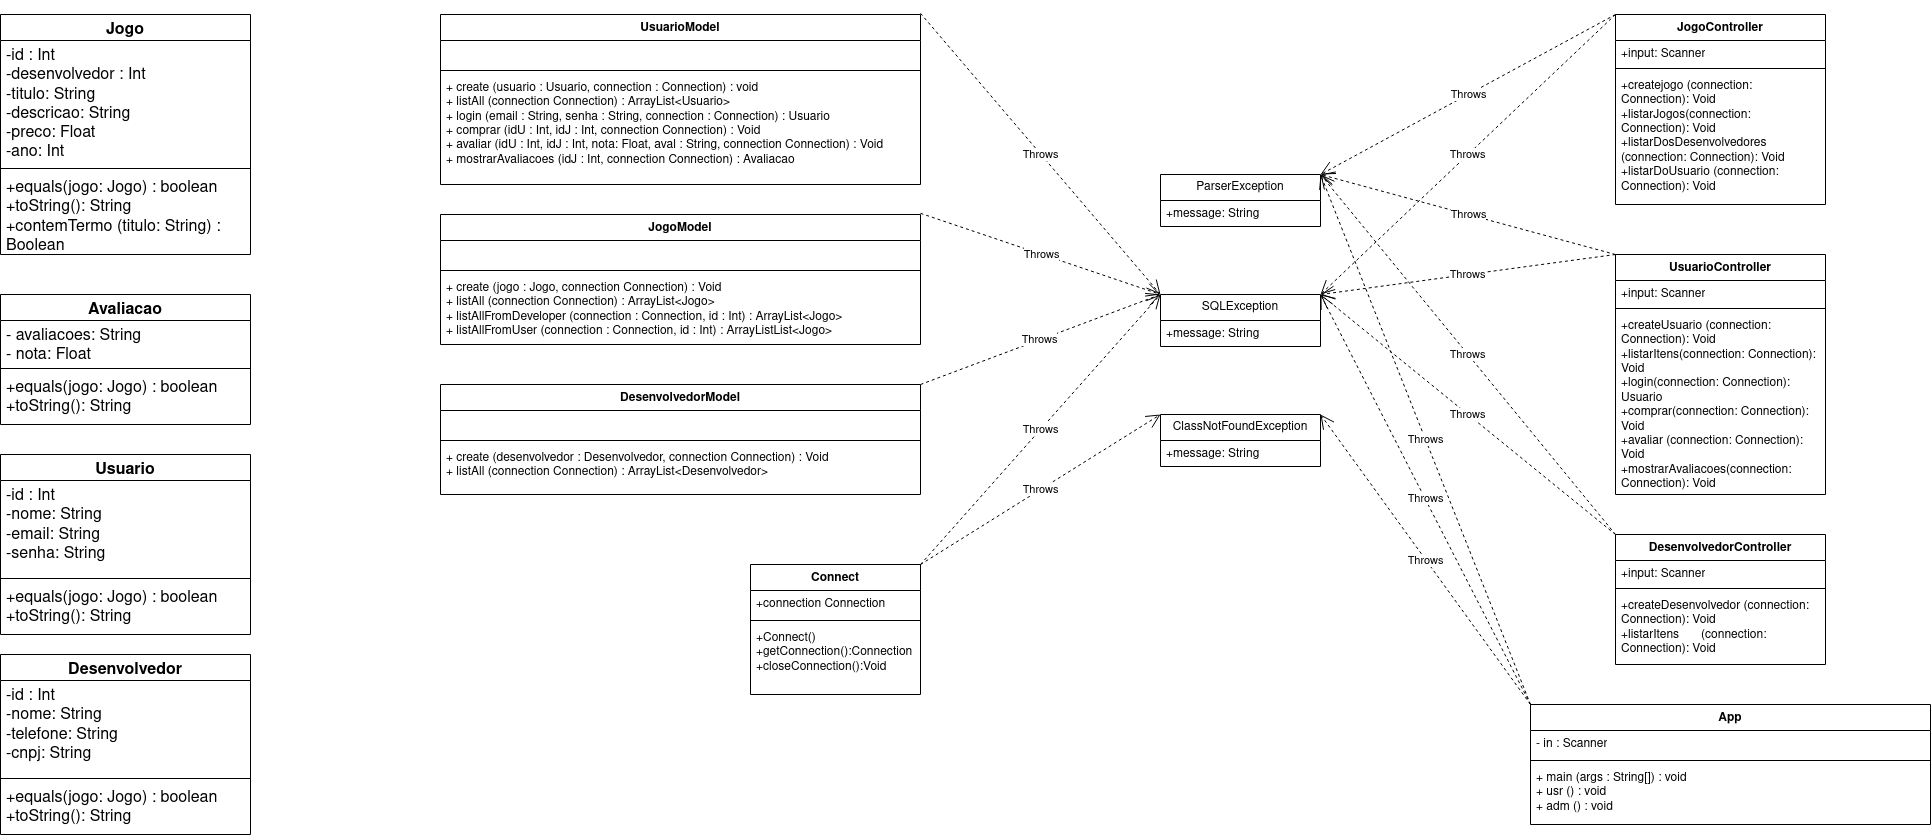 Jogo
-id : Int
-desenvolvedor : Int
-titulo: String
-descricao: String
-preco: Float
-ano: Int
+equals(jogo: Jogo) : boolean
+toString(): String
+contemTermo (titulo: String) :
Boolean
Avaliacao
- avaliacoes: String
- nota: Float
+equals(jogo: Jogo) : boolean
+toString(): String
Usuario
-id : Int
-nome: String
-email: String
-senha: String
+equals(jogo: Jogo) : boolean
+toString(): String
Desenvolvedor
-id : Int
-nome: String
-telefone: String
-cnpj: String
+equals(jogo: Jogo) : boolean
+toString(): String
UsuarioModel
+ create (usuario : Usuario, connection : Connection) : void
+ listAll (connection Connection) : ArrayList<Usuario>
+ login (email : String, senha : String, connection : Connection) : Usuario
+ comprar (idU : Int, idJ : Int, connection Connection) : Void
+ avaliar (idU : Int, idJ : Int, nota: Float, aval : String, connection Connection) : Void
+ mostrarAvaliacoes (idJ : Int, connection Connection) : Avaliacao
JogoModel
+ create (jogo : Jogo, connection Connection) : Void
+ listAll (connection Connection) : ArrayList<Jogo>
+ listAllFromDeveloper (connection : Connection, id : Int) : ArrayList<Jogo>
+ listAllFromUser (connection : Connection, id : Int) : ArrayListList<Jogo>
DesenvolvedorModel
+ create (desenvolvedor : Desenvolvedor, connection Connection) : Void
+ listAll (connection Connection) : ArrayList<Desenvolvedor>
Connect
+connection Connection
+Connect()
+getConnection():Connection
+closeConnection():Void
Throws
Throws
Throws
Throws
Throws
ParserException
+message: String
SQLException
+message: String
ClassNotFoundException
+message: String
Throws
Throws
Throws
Throws
Throws
Throws
Throws
Throws
Throws
JogoController
+input: Scanner
+createjogo (connection:
Connection): Void
+listarJogos(connection:
Connection): Void
+listarDosDesenvolvedores
(connection: Connection): Void
+listarDoUsuario (connection:
Connection): Void
UsuarioController
+input: Scanner
+createUsuario (connection:
Connection): Void
+listarItens(connection: Connection):
Void
+login(connection: Connection):
Usuario
+comprar(connection: Connection):
Void
+avaliar (connection: Connection):
Void
+mostrarAvaliacoes(connection:
Connection): Void
DesenvolvedorController
+input: Scanner
+createDesenvolvedor (connection:
Connection): Void
+listarItens (connection:
Connection): Void
App
- in : Scanner
+ main (args : String[]) : void
+ usr () : void
+ adm () : void